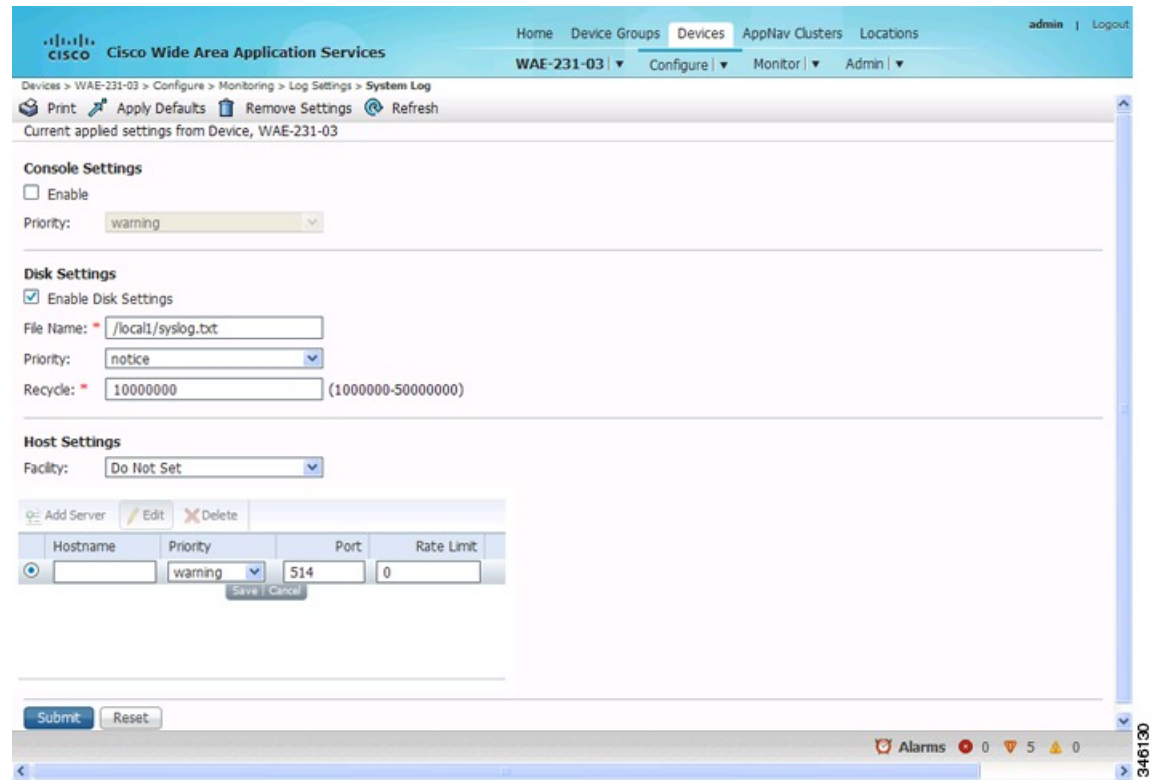 Home Device Groups Devices AppNav Clusters Locations
admin | Logout
CISCO Cisco Wide Area Application Services
WAE-231-03 | Configure | Monitor | Admin |
Devices > WAE-231-03 > Configure > Monitoring > Log Settings > System Log
Print Apply Defaults Remove Settings Refresh
Current applied settings from Device, WAE-231-03
Console Settings
Enable
Priority: warning
Disk Settings
Enable Disk Settings
File Name: * /local1/syslog.txt
Priority: notice
Recycle: * 10000000 (1000000-50000000)
Host Settings
Facility: Do Not Set
Add Server Edit Delete
Hostname Priority Port Rate Limit
warning 514 0
Save | Cancel
Submit Reset
Alarms 0 5 0
346130